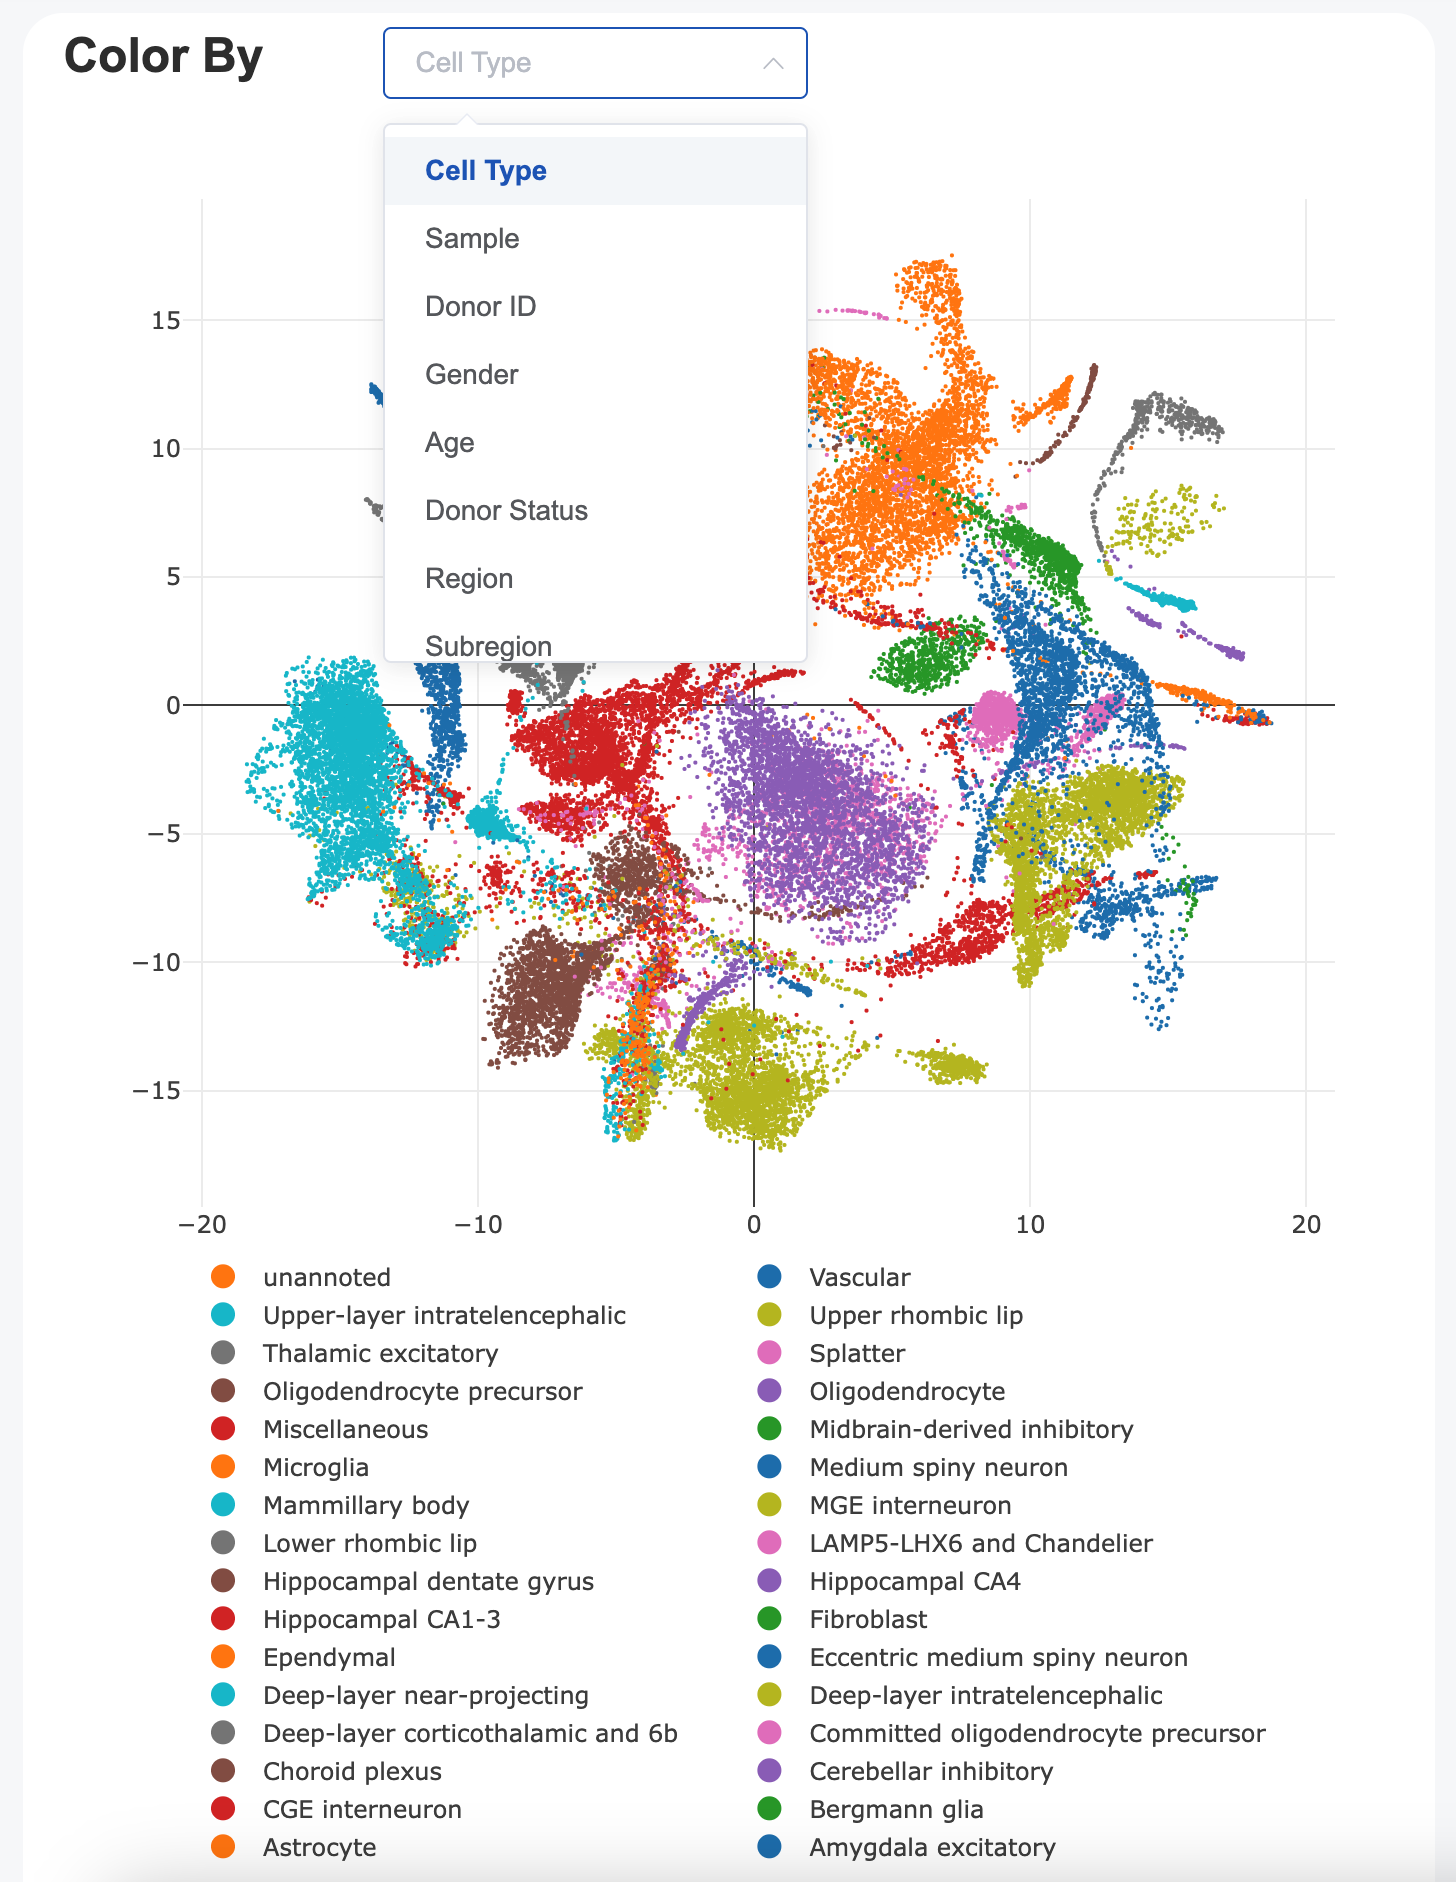 Color By
Cell Type
Cell Type
Sample
Donor ID
Gender
Age
Donor Status
Region
Subregion
15
10
5
0
−5
−10
−15
−20 −10 0 10 20
unannoted Vascular
Upper-layer intratelencephalic Upper rhombic lip
Thalamic excitatory Splatter
Oligodendrocyte precursor Oligodendrocyte
Miscellaneous Midbrain-derived inhibitory
Microglia Medium spiny neuron
Mammillary body MGE interneuron
Lower rhombic lip LAMP5-LHX6 and Chandelier
Hippocampal dentate gyrus Hippocampal CA4
Hippocampal CA1-3 Fibroblast
Ependymal Eccentric medium spiny neuron
Deep-layer near-projecting Deep-layer intratelencephalic
Deep-layer corticothalamic and 6b Committed oligodendrocyte precursor
Choroid plexus Cerebellar inhibitory
CGE interneuron Bergmann glia
Astrocyte Amygdala excitatory